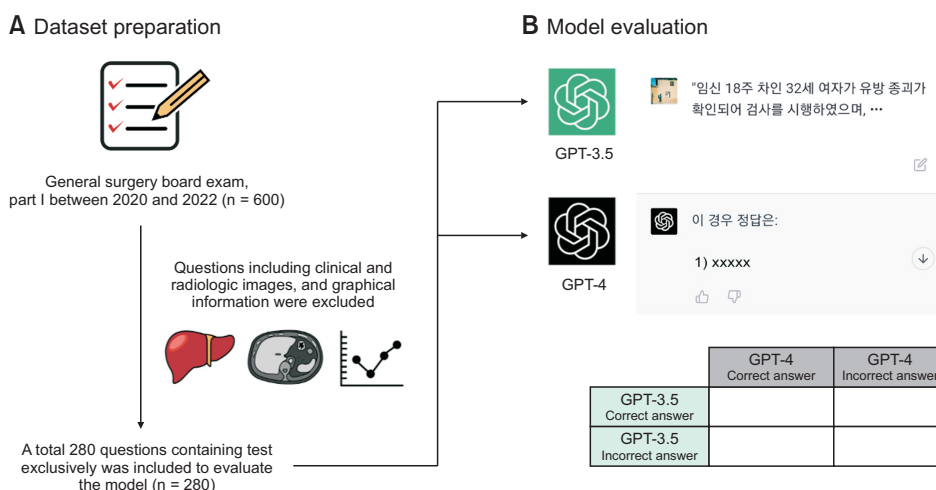 A Dataset preparation
General surgery board exam,
part I between 2020 and 2022 (n = 600)
Questions including clinical and
radiologic images, and graphical
information were excluded
A total 280 questions containing test
exclusively was included to evaluate
the model (n = 280)
B Model evaluation
GPT-3.5
"임신 18주 차인 32세 여자가 유방 종괴가
확인되어 검사를 시행하였으며, ···
GPT-4
이 경우 정답은:
1) xxxxx
GPT-4
Correct answer
GPT-4
Incorrect answer
GPT-3.5
Correct answer
GPT-3.5
Incorrect answer